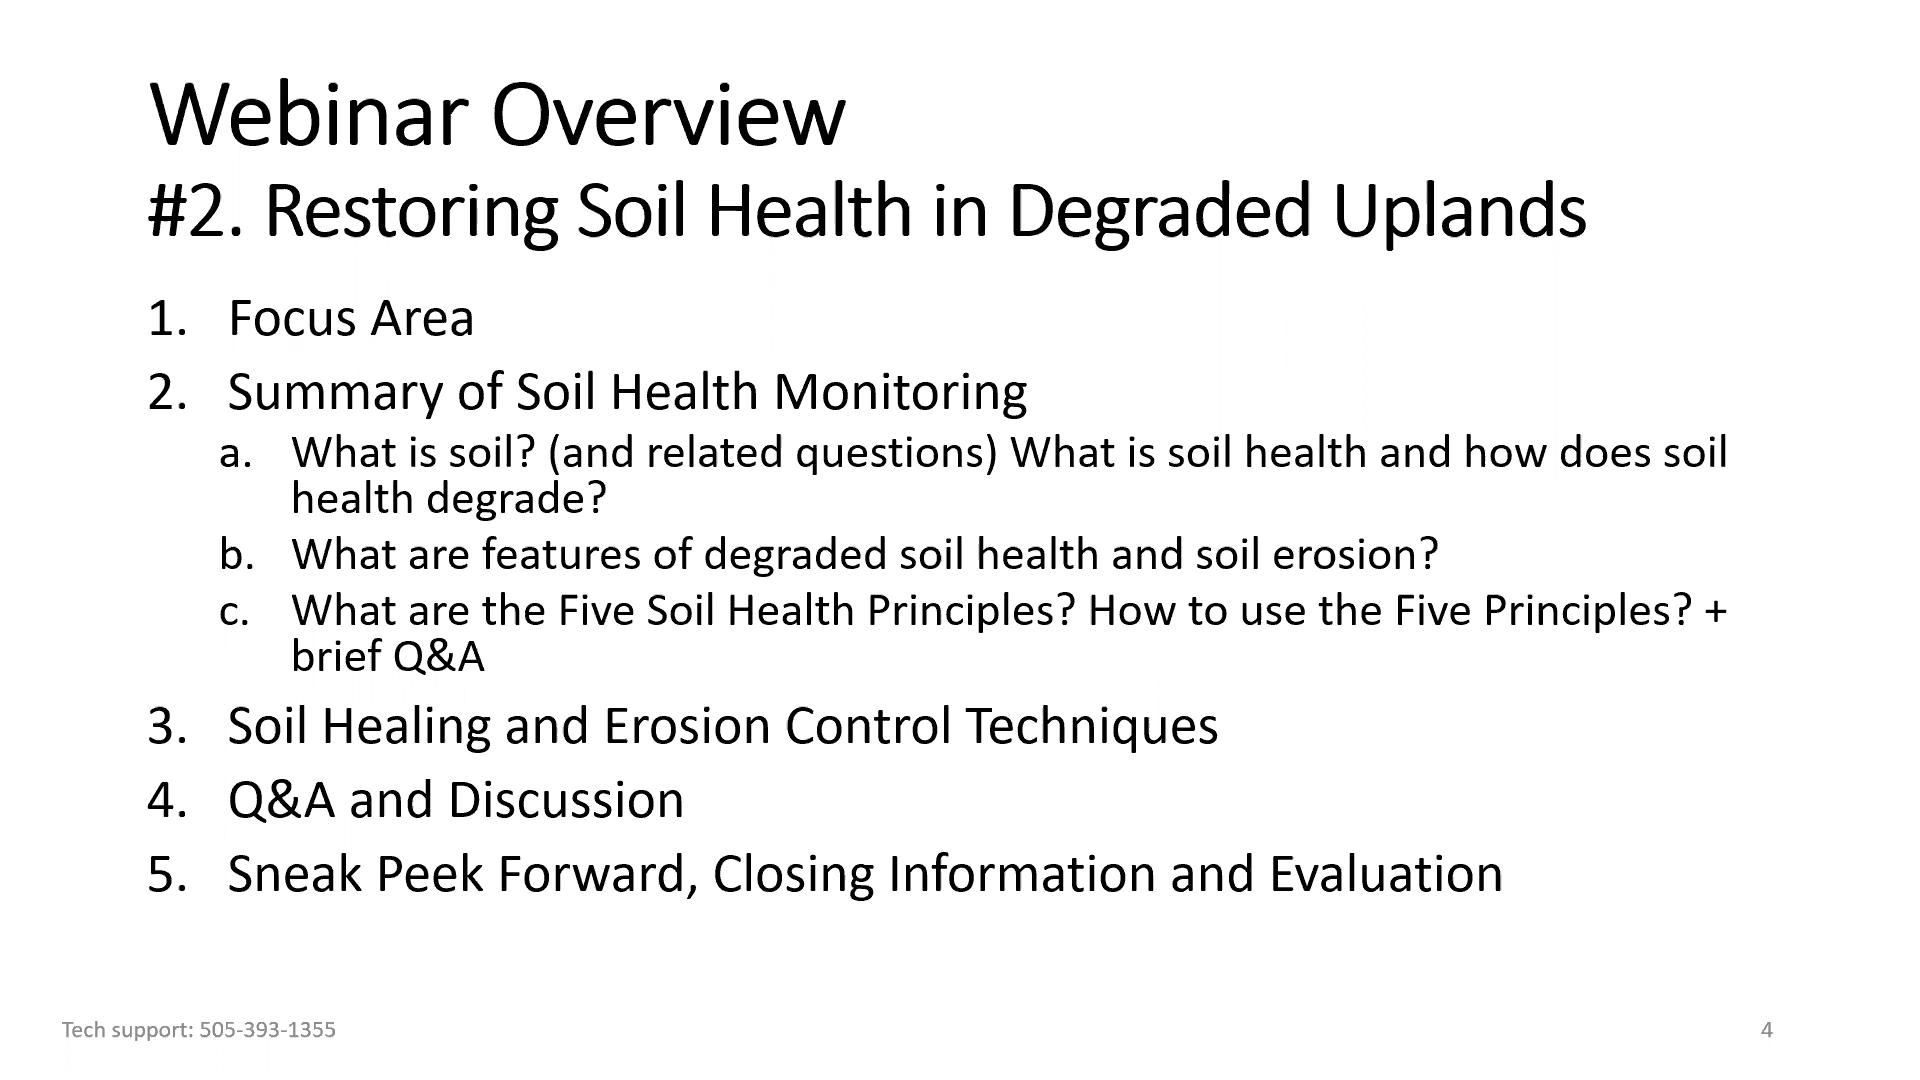 Webinar Overview
#2. Restoring Soil Health in Degraded Uplands
1. Focus Area
2. Summary of Soil Health Monitoring
a. What is soil? (and related questions) What is soil health and how does soil
health degrade?
b. What are features of degraded soil health and soil erosion?
c. What are the Five Soil Health Principles? How to use the Five Principles? +
brief Q&A
3. Soil Healing and Erosion Control Techniques
4. Q&A and Discussion
5. Sneak Peek Forward, Closing Information and Evaluation
Tech support: 505-393-1355
4